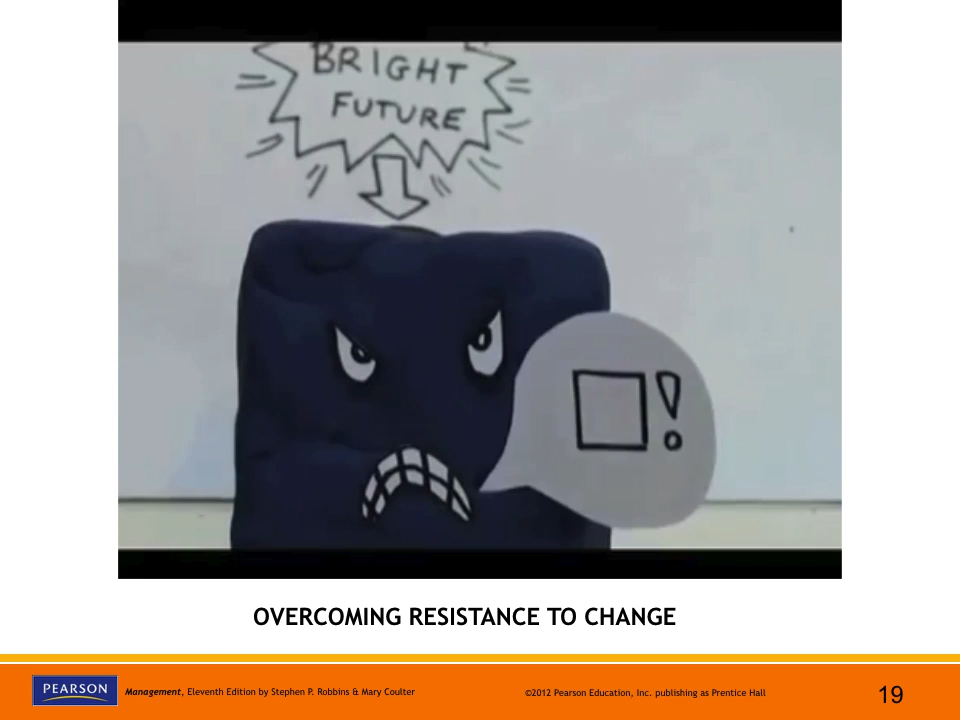 BRIGHT
FUTURE
!
OVERCOMING RESISTANCE TO CHANGE
PEARSON
Management, Eleventh Edition by Stephen P. Robbins & Mary Coulter
©2012 Pearson Education, Inc. publishing as Prentice Hall
19